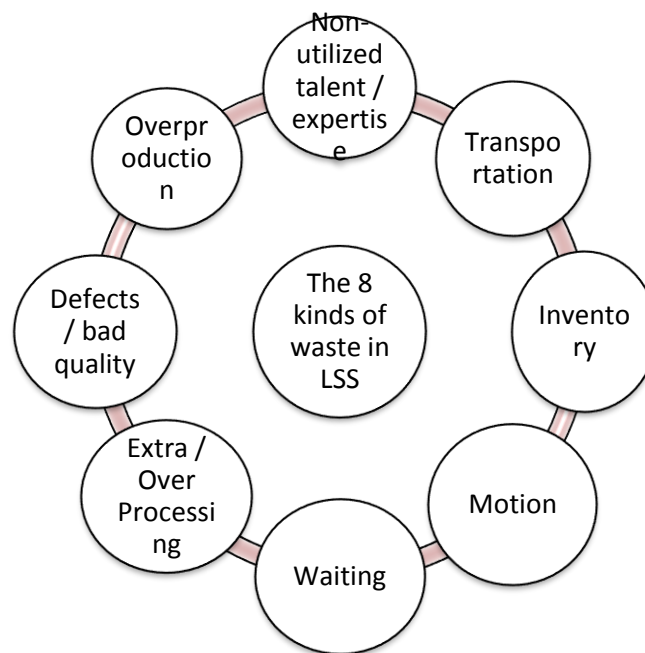 Non-
utilized
talent /
expertis
e
Transpo
rtation
Invento
ry
Motion
Waiting
Extra /
Over
Processi
ng
Defects
/ bad
quality
Overpr
oductio
n
The 8
kinds of
waste in
LSS